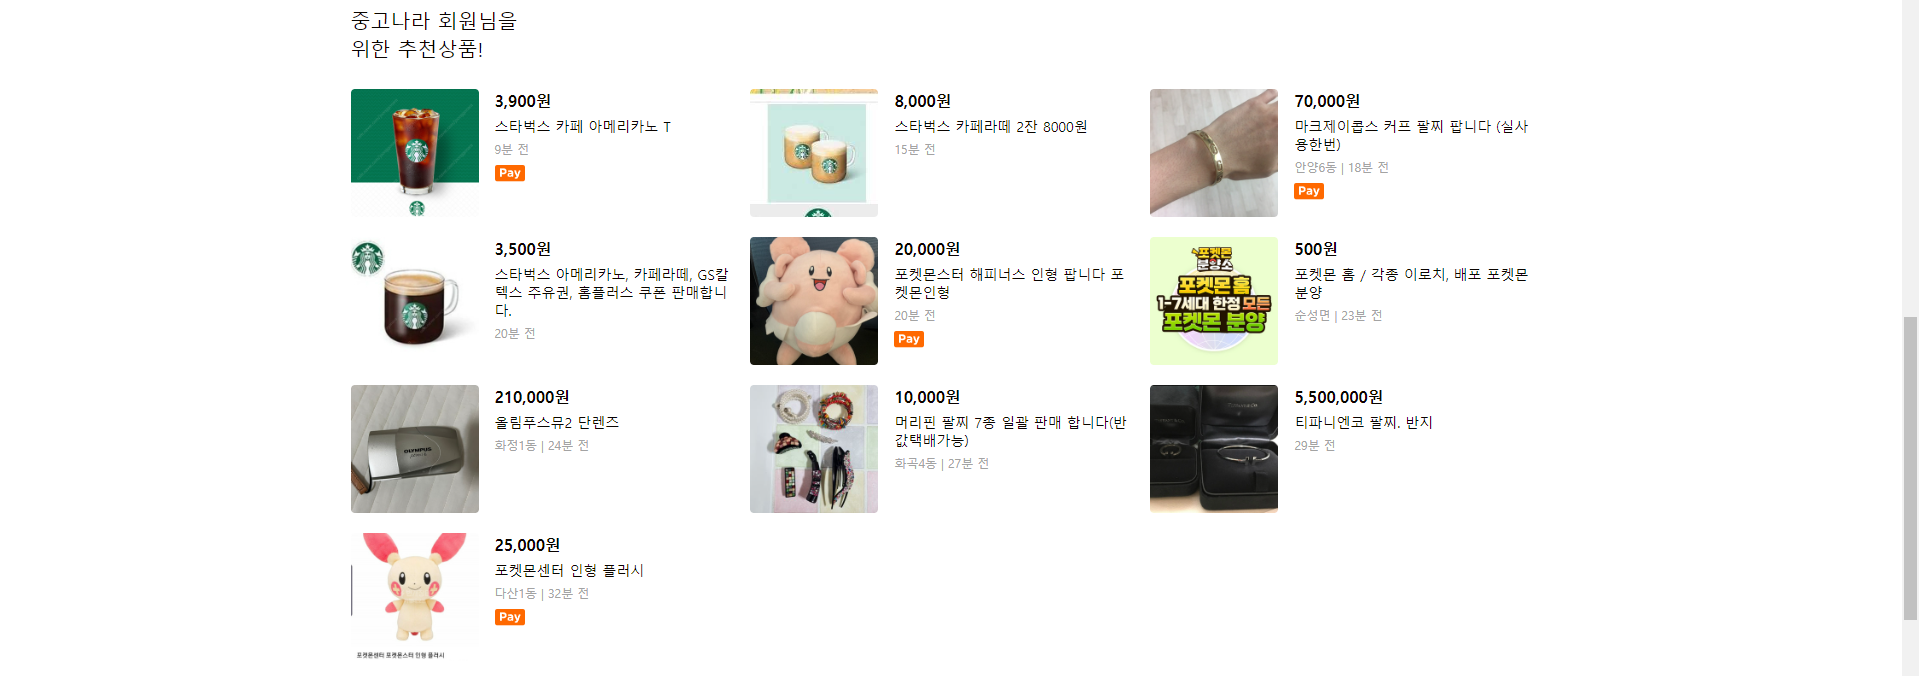 중고나라 회원님을
위한 추천상품!
3,900원
스타벅스 카페 아메리카노 T
9분 전
Pay
8,000원
스타벅스 카페라떼 2잔 8000원
15분 전
70,000원
마크제이콥스 커프 팔찌 팝니다 (실사
용한번)
안양6동 | 18분 전
Pay
3,500원
스타벅스 아메리카노, 카페라떼, GS칼
텍스 주유권, 홈플러스 쿠폰 판매합니
다.
20분 전
20,000원
포켓몬스터 해피너스 인형 팝니다 포
켓몬인형
20분 전
Pay
포켓몬
분양소
포켓몬 홈
1-7세대 한정 모든
포켓몬 분양
500원
포켓몬 홈 / 각종 이로치, 배포 포켓몬
분양
순성면 | 23분 전
OLYMPUS
210,000원
올림푸스뮤2 단렌즈
화정1동 | 24분 전
10,000원
머리핀 팔찌 7종 일괄 판매 합니다(반
값택배가능)
화곡4동 | 27분 전
5,500,000원
티파니엔코 팔찌. 반지
29분 전
포켓몬센터 포켓몬스터 인형 플러시
25,000원
포켓몬센터 인형 플러시
다산1동 | 32분 전
Pay